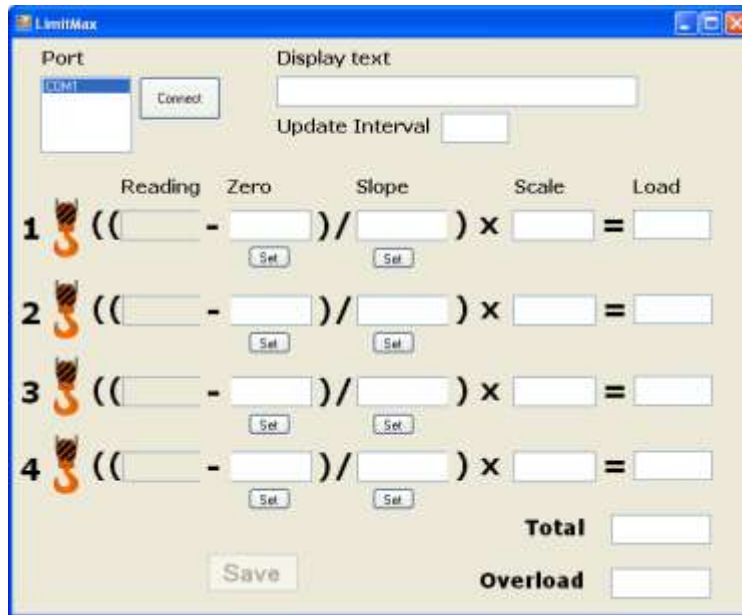 LimitMax
Port Display text
COM1
Connect
Update Interval
Reading Zero Slope Scale Load
1 (( - )/ ) x =
Set Set
2 (( - )/ ) x =
Set Set
3 (( - )/ ) x =
Set Set
4 (( - )/ ) x =
Set Set
Total
Save
Overload